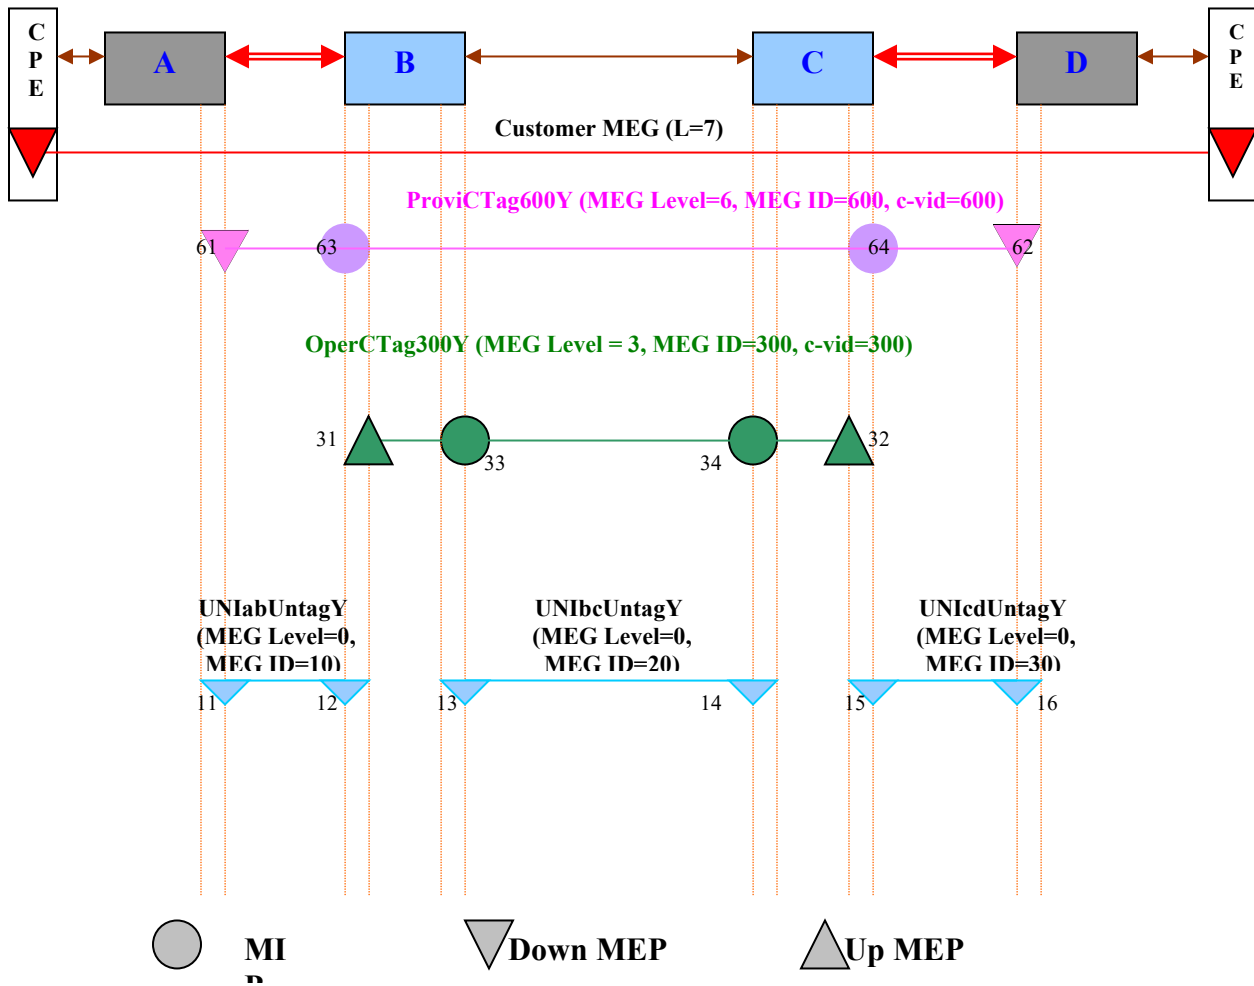 C
P
E
A
B
C
D
C
P
E
Customer MEG (L=7)
ProviCTag600Y (MEG Level=6, MEG ID=600, c-vid=600)
61
63
64
62
OperCTag300Y (MEG Level = 3, MEG ID=300, c-vid=300)
31
33
34
32
UNIabUntagY
(MEG Level=0,
MEG ID=10)
UNIbcUntagY
(MEG Level=0,
MEG ID=20)
UNIcdUntagY
(MEG Level=0,
MEG ID=30)
11
12
13
14
15
16
MI
P
Down MEP
Up MEP